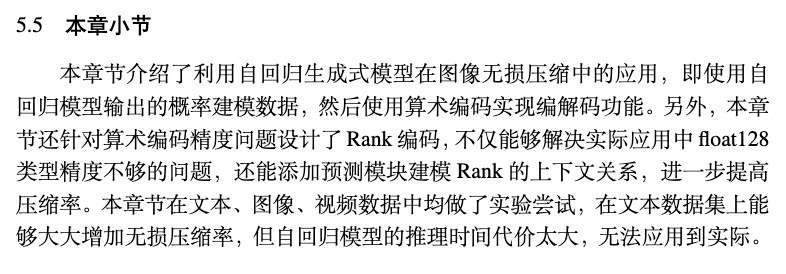 5.5 本章小节
本章节介绍了利用自回归生成式模型在图像无损压缩中的应用，即使用自
回归模型输出的概率建模数据，然后使用算术编码实现编解码功能。另外，本章
节还针对算术编码精度问题设计了 Rank 编码，不仅能够解决实际应用中 float128
类型精度不够的问题，还能添加预测模块建模 Rank 的上下文关系，进一步提高
压缩率。本章节在文本、图像、视频数据中均做了实验尝试，在文本数据集上能
够大大增加无损压缩率，但自回归模型的推理时间代价太大，无法应用到实际。